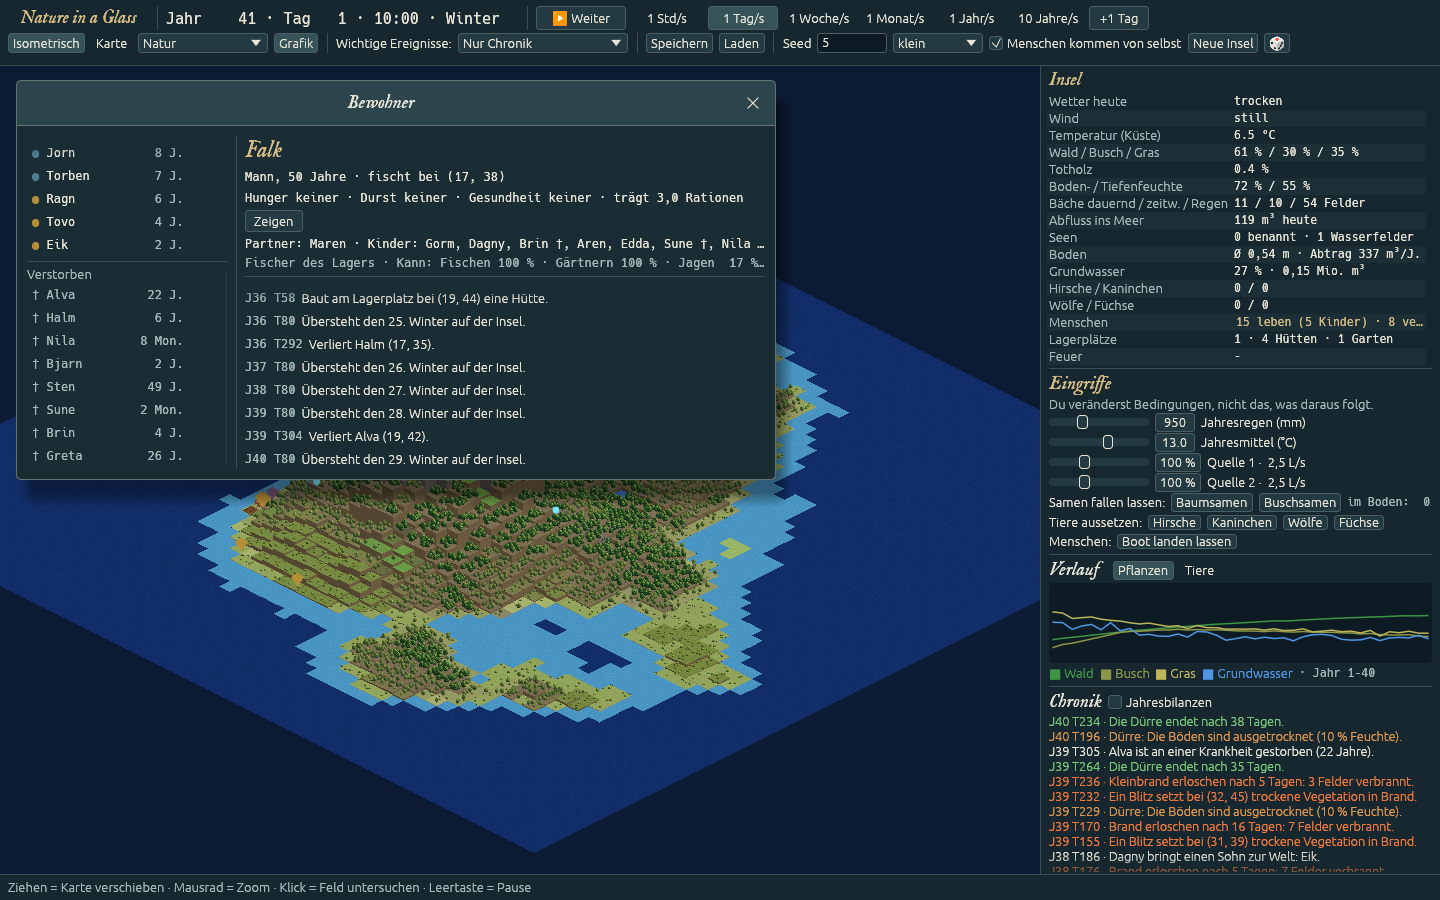 Nature in a Glass
Jahr 41 · Tag 1 · 10:00 · Winter
Weiter
1 Std/s
1 Tag/s
1 Woche/s
1 Monat/s
1 Jahr/s
10 Jahre/s
+1 Tag
Isometrisch
Karte
Natur
Grafik
Wichtige Ereignisse:
Nur Chronik
Speichern
Laden
Seed
5
klein
Menschen kommen von selbst
Neue Insel
Bewohner
Jorn 8 J.
Torben 7 J.
Ragn 6 J.
Tovo 4 J.
Eik 2 J.
Verstorben
† Alva 22 J.
† Halm 6 J.
† Nila 8 Mon.
† Bjarn 2 J.
† Sten 49 J.
† Sune 2 Mon.
† Brin 4 J.
† Greta 26 J.
Falk
Mann, 50 Jahre · fischt bei (17, 38)
Hunger keiner · Durst keiner · Gesundheit keiner · trägt 3,0 Rationen
Zeigen
Partner: Maren · Kinder: Gorm, Dagny, Brin †, Aren, Edda, Sune †, Nila …
Fischer des Lagers · Kann: Fischen 100 % · Gärtnern 100 % · Jagen 17 %…
J36 T58 Baut am Lagerplatz bei (19, 44) eine Hütte.
J36 T80 Übersteht den 25. Winter auf der Insel.
J36 T292 Verliert Halm (17, 35).
J37 T80 Übersteht den 26. Winter auf der Insel.
J38 T80 Übersteht den 27. Winter auf der Insel.
J39 T80 Übersteht den 28. Winter auf der Insel.
J39 T304 Verliert Alva (19, 42).
J40 T80 Übersteht den 29. Winter auf der Insel.
Insel
Wetter heute trocken
Wind still
Temperatur (Küste) 6.5 °C
Wald / Busch / Gras 61 % / 30 % / 35 %
Totholz 0.4 %
Boden- / Tiefenfeuchte 72 % / 55 %
Bäche dauernd / zeitw. / Regen 11 / 10 / 54 Felder
Abfluss ins Meer 119 m³ heute
Seen 0 benannt · 1 Wasserfelder
Boden Ø 0,54 m · Abtrag 337 m³/J.
Grundwasser 27 % · 0,15 Mio. m³
Hirsche / Kaninchen 0 / 0
Wölfe / Füchse 0 / 0
Menschen 15 leben (5 Kinder) · 8 ve…
Lagerplätze 1 · 4 Hütten · 1 Garten
Feuer -
Eingriffe
Du veränderst Bedingungen, nicht das, was daraus folgt.
950 Jahresregen (mm)
13.0 Jahresmittel (°C)
100 % Quelle 1 · 2,5 L/s
100 % Quelle 2 · 2,5 L/s
Samen fallen lassen: Baumsamen Buschsamen im Boden: 0
Tiere aussetzen: Hirsche Kaninchen Wölfe Füchse
Menschen: Boot landen lassen
Verlauf Pflanzen Tiere
Wald Busch Gras Grundwasser · Jahr 1-40
Chronik Jahresbilanzen
J40 T234 · Die Dürre endet nach 38 Tagen.
J40 T196 · Dürre: Die Böden sind ausgetrocknet (10 % Feuchte).
J39 T305 · Alva ist an einer Krankheit gestorben (22 Jahre).
J39 T264 · Die Dürre endet nach 35 Tagen.
J39 T236 · Kleinbrand erloschen nach 5 Tagen: 3 Felder verbrannt.
J39 T232 · Ein Blitz setzt bei (32, 45) trockene Vegetation in Brand.
J39 T229 · Dürre: Die Böden sind ausgetrocknet (10 % Feuchte).
J39 T170 · Brand erloschen nach 16 Tagen: 7 Felder verbrannt.
J39 T155 · Ein Blitz setzt bei (31, 39) trockene Vegetation in Brand.
J38 T186 · Dagny bringt einen Sohn zur Welt: Eik.
J38 T176 · Brand erloschen nach 5 Tagen: 7 Felder verbrannt.
Ziehen = Karte verschieben · Mausrad = Zoom · Klick = Feld untersuchen · Leertaste = Pause